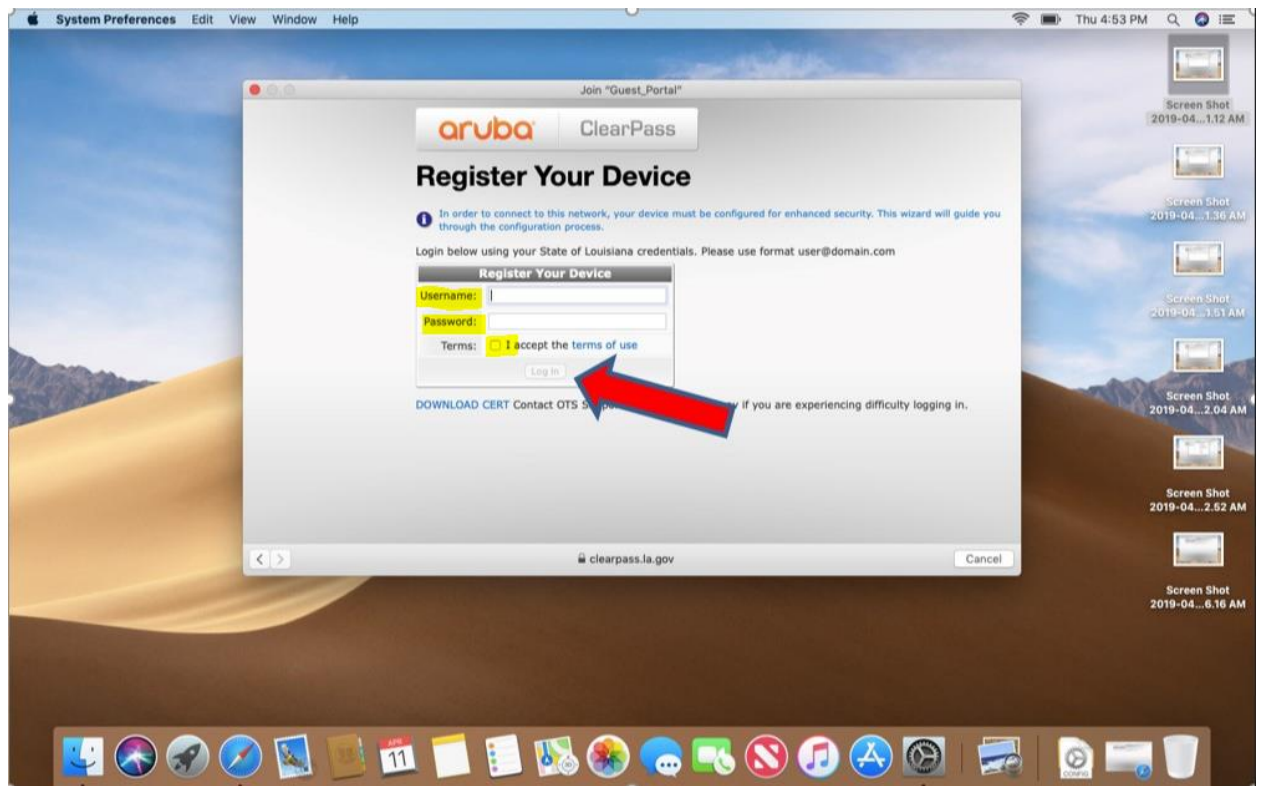 System Preferences Edit View Window Help
Thu 4:53 PM
Join "Guest_Portal"
aruba ClearPass
Register Your Device
In order to connect to this network, your device must be configured for enhanced security. This wizard will guide you
through the configuration process.
Login below using your State of Louisiana credentials. Please use format user@domain.com
Register Your Device
Username:
Password:
Terms: I accept the terms of use
Log In
DOWNLOAD CERT Contact OTS if you are experiencing difficulty logging in.
clearpass.la.gov
Cancel
Screen Shot
2019-04...1.12 AM
Screen Shot
2019-04...1.36 AM
Screen Shot
2019-04...1.51 AM
Screen Shot
2019-04...2.04 AM
Screen Shot
2019-04...2.52 AM
Screen Shot
2019-04...6.16 AM
APR
11
CONFIG